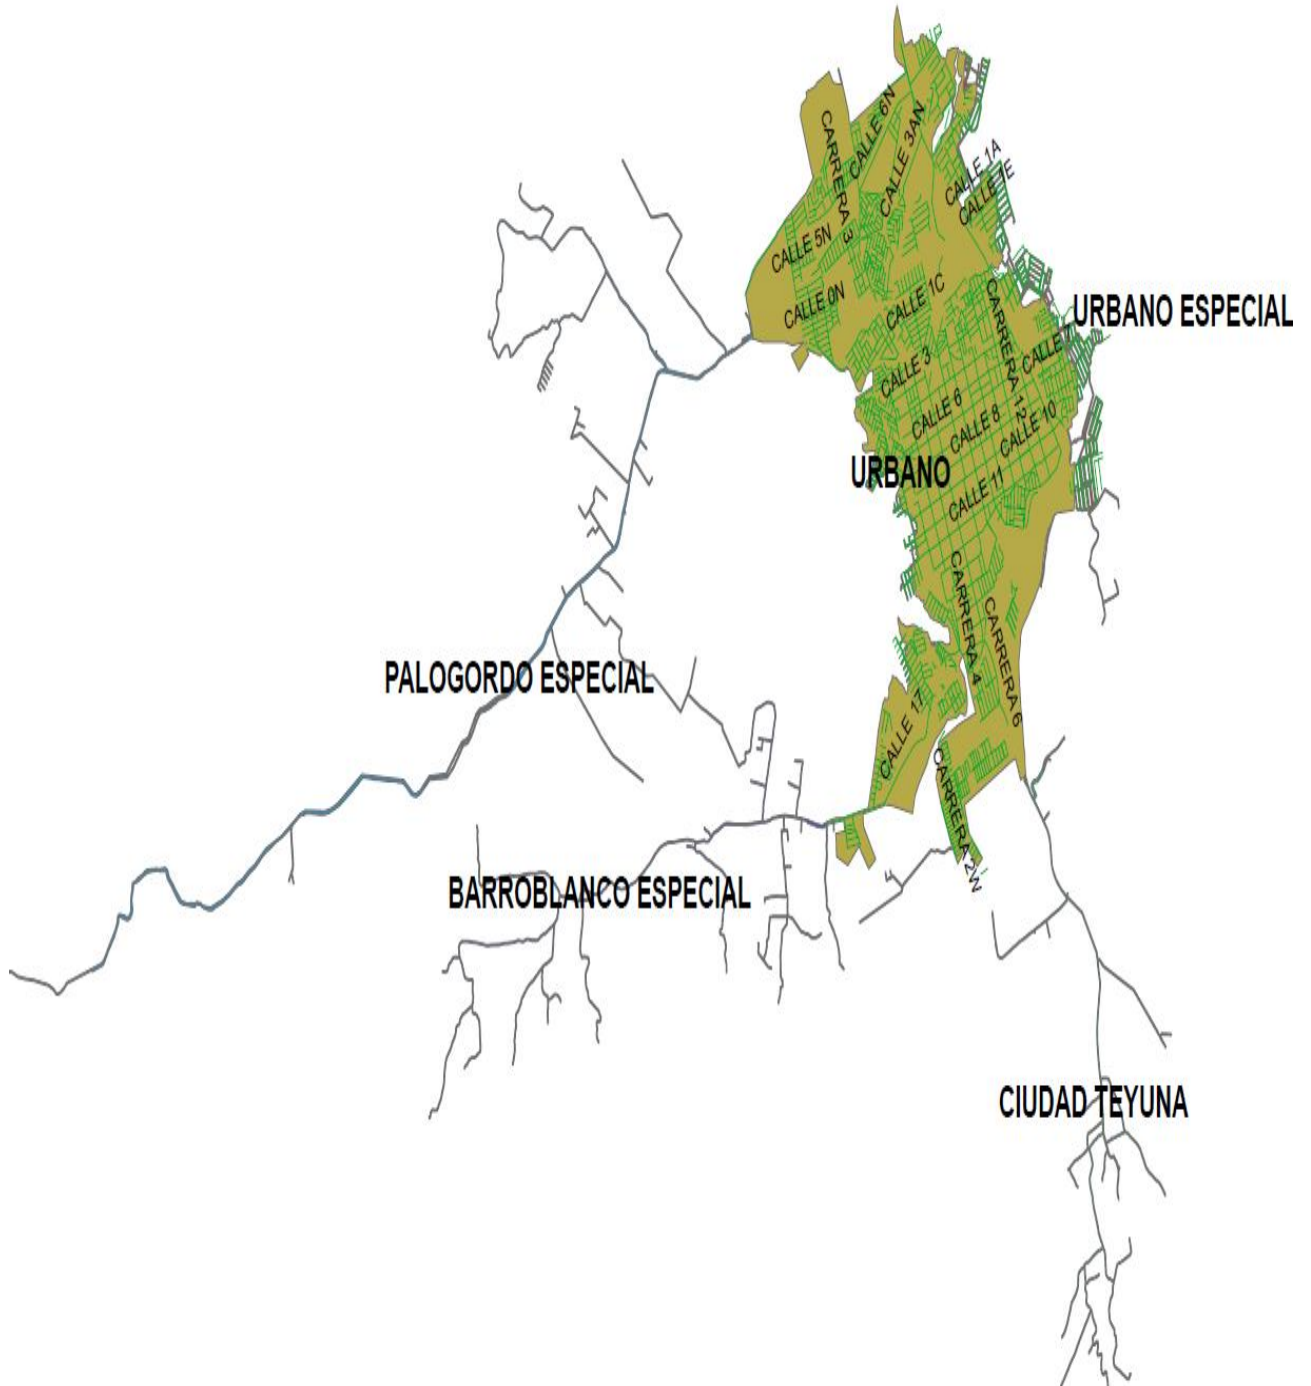 CALLE 6N
CALLE 3AN
CARRERA 3
CALLE 1A
CALLE 1E
CALLE 5N
CALLE 0N
CALLE 1C
CARRERA 12
URBANO ESPECIAL
CALLE 7
CALLE 3
CALLE 6
CALLE 8
CALLE 10
URBANO
CALLE 11
CARRERA 4
CARRERA 6
PALOGORDO ESPECIAL
CALLE 17
CARRERA 2W
BARROBLANCO ESPECIAL
CIUDAD TEYUNA